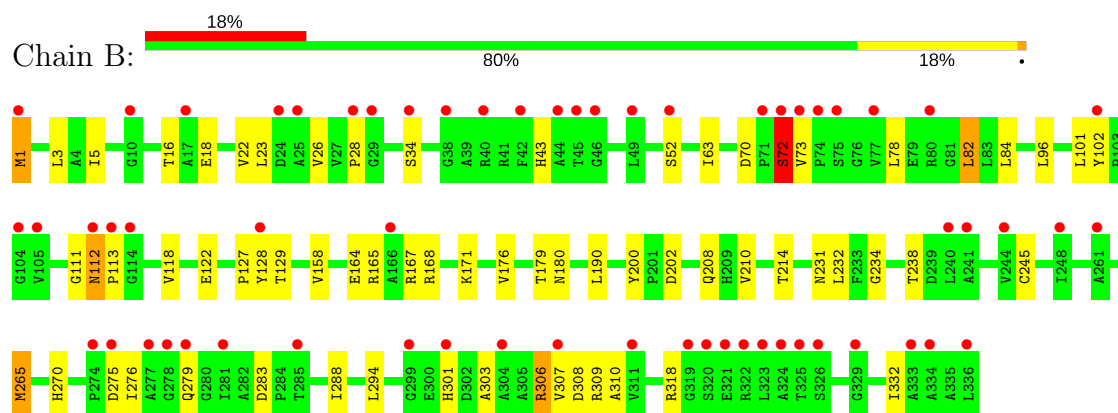 18%
Chain B:
80% 18%
M1 L3 A4 I5 G10 T16 A17 E18 V22 L23 D24 A25 V26 V27 P28 G29 S34 G38 A39 R40 R41 F42 H43 A44 T45 G46 L49 S52 I63 D70 P71 S72 V73 P74 S75 G76 V77 L78 E79 R80 G81 L82 L83 L84 L96 L101 Y102
G104 V105 G111 N112 P113 G114 V118 E122 P127 Y128 T129 V158 E164 R165 A166 R167 R168 K171 V176 T179 N180 L190 Y200 P201 D202 Q208 H209 V210 T214 N231 L232 F233 G234 T238 D239 L240 A241 V244 C245 I248 A261
M265 H270 P274 D275 I276 A277 G278 Q279 G280 I281 A282 D283 P284 T285 I288 L294 G299 E300 H301 D302 A303 A304 A305 R306 V307 D308 R309 A310 V311 R318 G319 S320 E321 R322 L323 A324 T325 S326 G329 I332 A333 A334 A335 L336